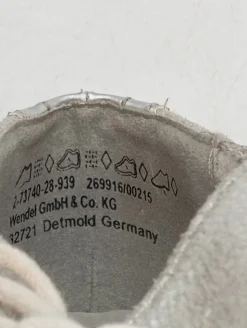 2-73740-28-939 269916/00215
Wendel GmbH & Co. KG
32721 Detmold Germany